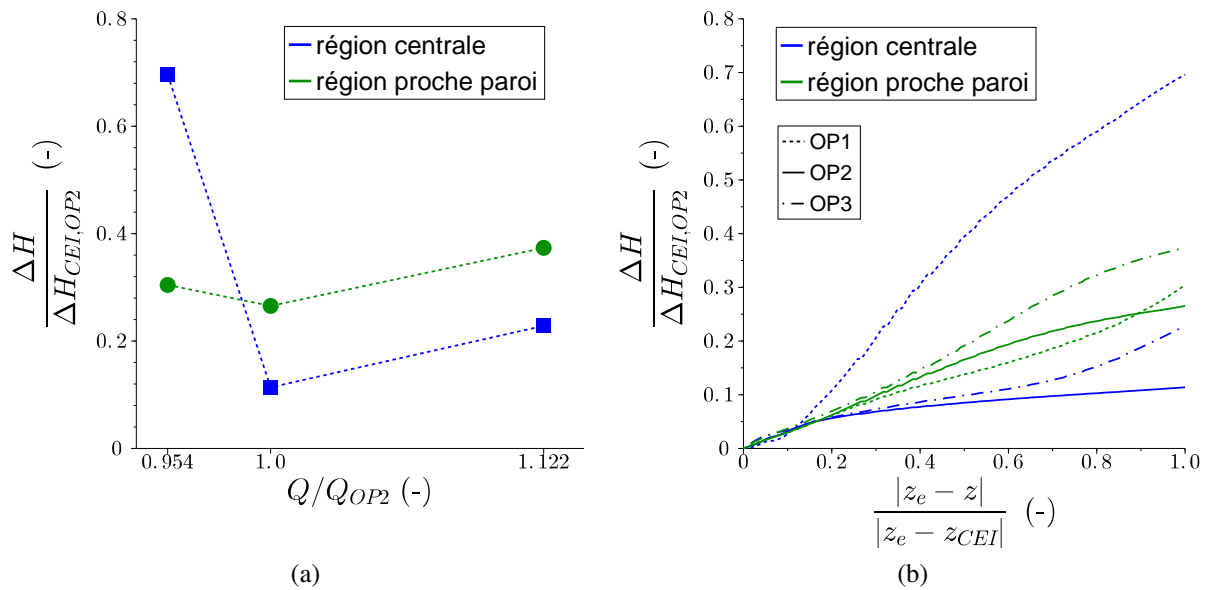 0.8
0.6
0.4
0.2
0
0.954
1.0
1.122
ΔH
ΔH_{CEI,OP2}
(-)
Q/Q_{OP2} (-)
région centrale
région proche paroi
(a)
0.8
0.7
0.6
0.5
0.4
0.3
0.2
0.1
0
0
0.2
0.4
0.6
0.8
1.0
ΔH
ΔH_{CEI,OP2}
(-)
|z_e − z|
|z_e − z_{CEI}|
(-)
région centrale
région proche paroi
OP1
OP2
OP3
(b)